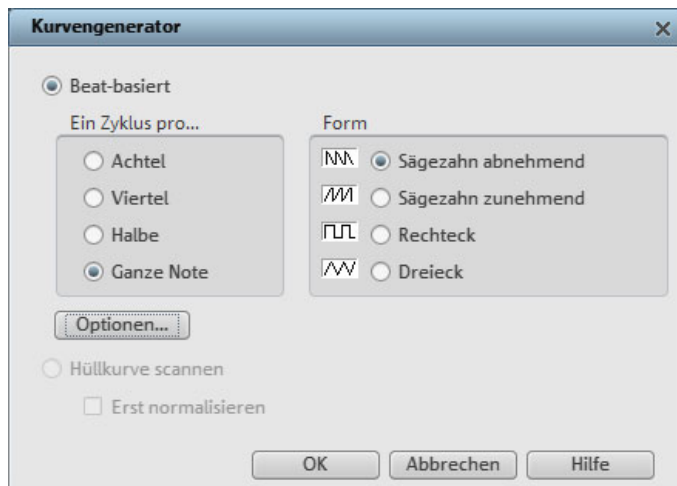 Kurvengenerator
Beat-basiert
Ein Zyklus pro...
Achtel
Viertel
Halbe
Ganze Note
Form
Sägezahn abnehmend
Sägezahn zunehmend
Rechteck
Dreieck
Optionen...
Hüllkurve scannen
Erst normalisieren
OK
Abbrechen
Hilfe